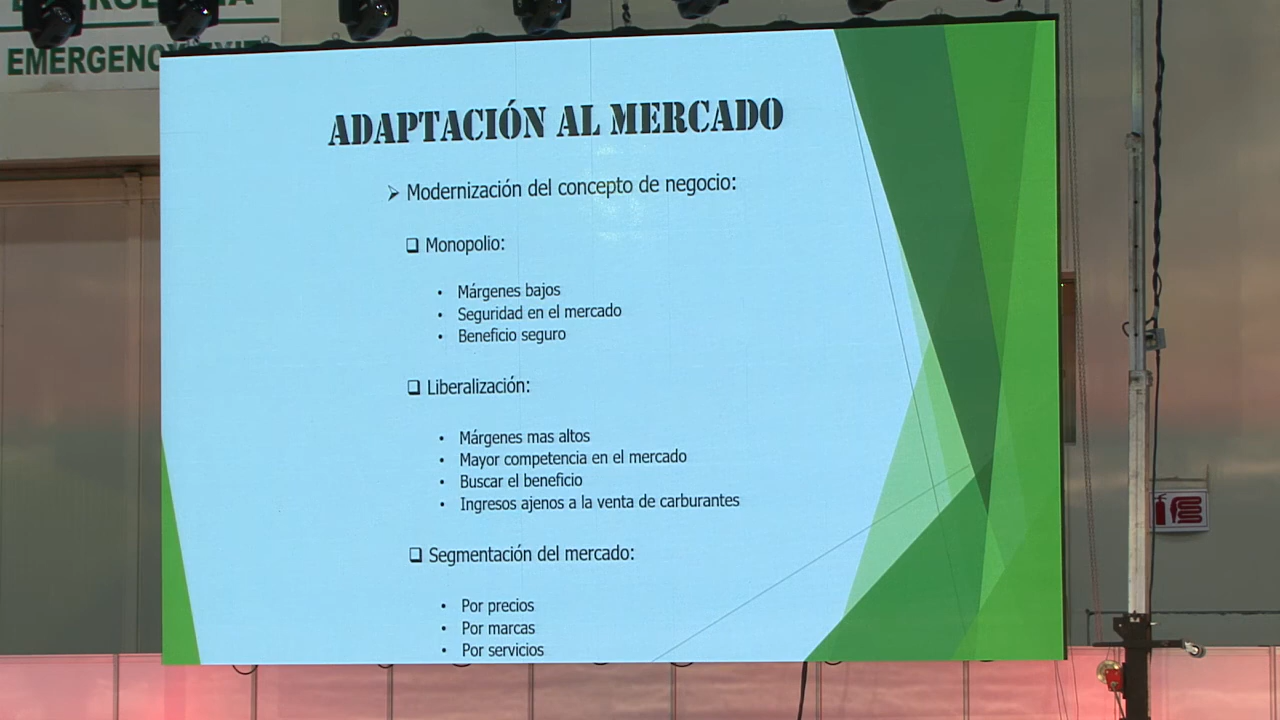 EMERGENCY EXIT
ADAPTACIÓN AL MERCADO
➢ Modernización del concepto de negocio:
❑ Monopolio:
• Márgenes bajos
• Seguridad en el mercado
• Beneficio seguro
❑ Liberalización:
• Márgenes mas altos
• Mayor competencia en el mercado
• Buscar el beneficio
• Ingresos ajenos a la venta de carburantes
❑ Segmentación del mercado:
• Por precios
• Por marcas
• Por servicios